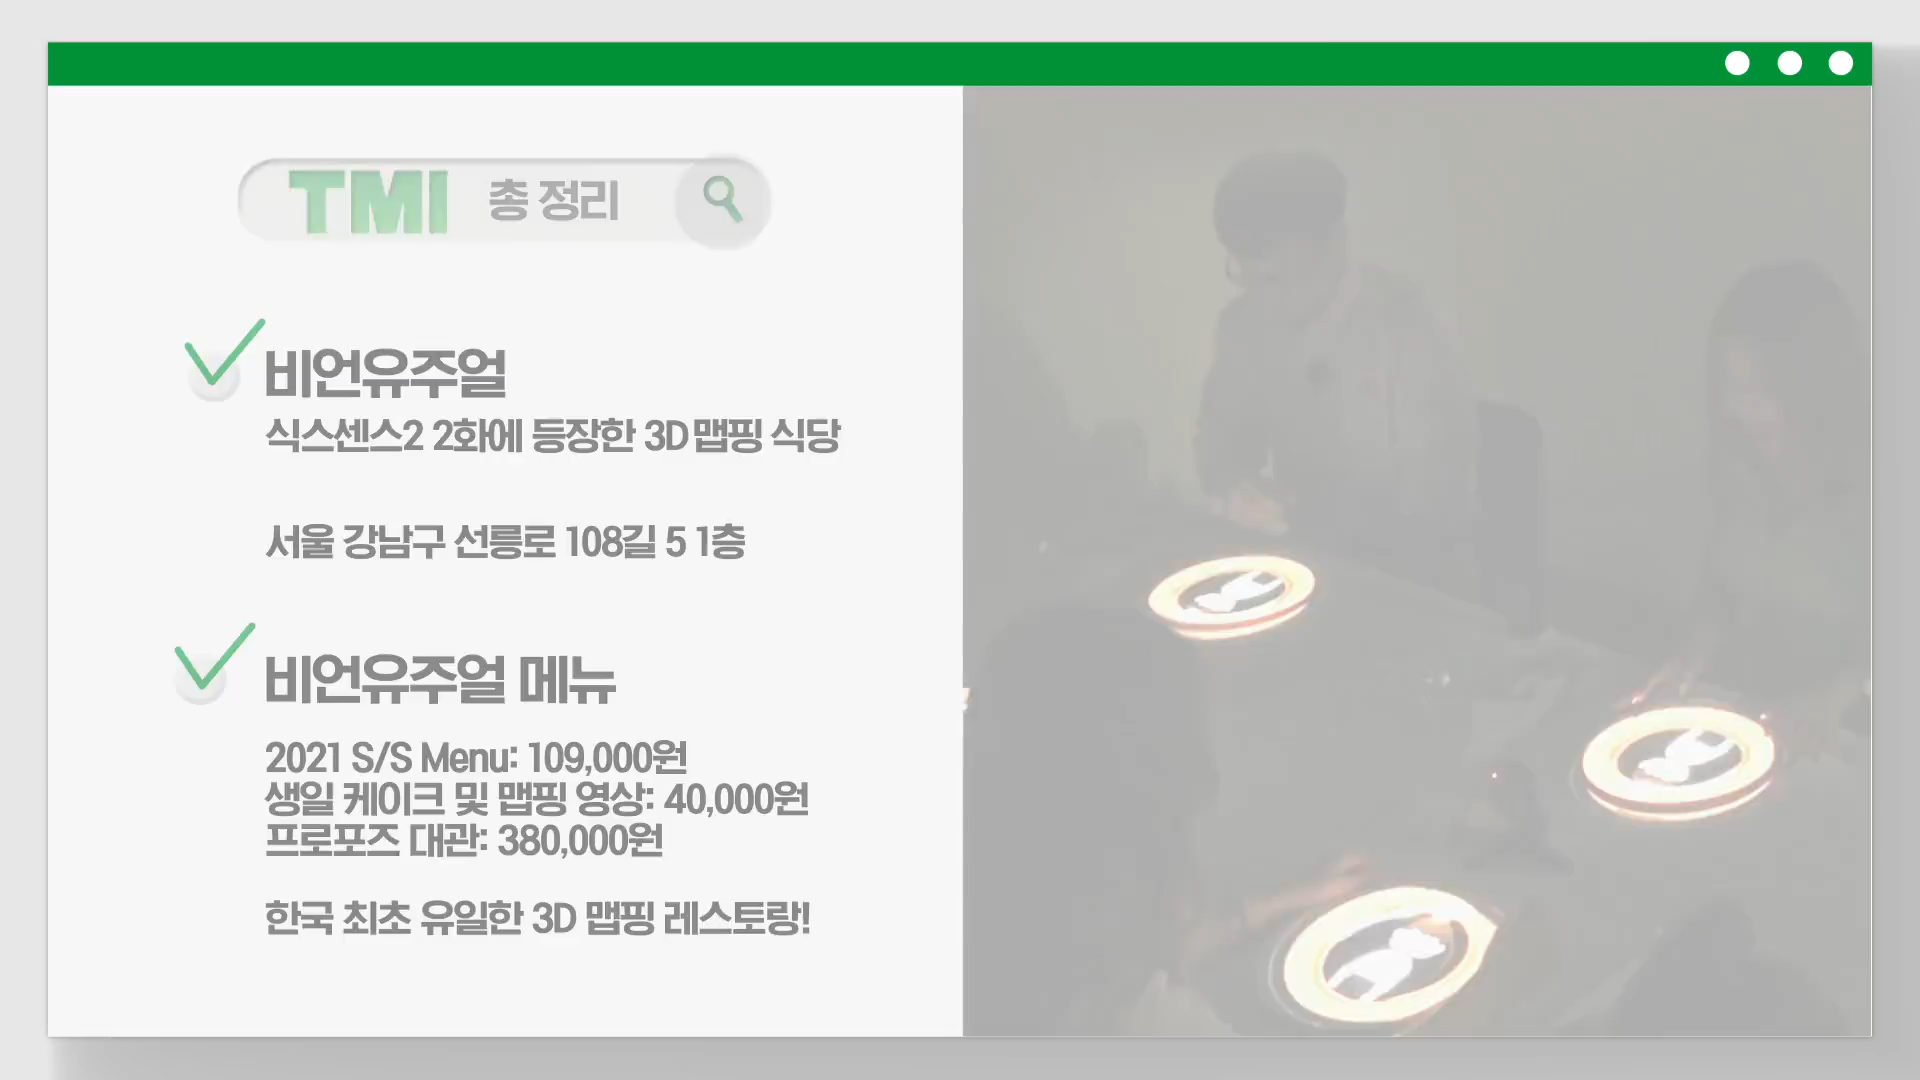 TMI 총 정리
비언유주얼
식스센스2 2화에 등장한 3D 맵핑 식당
서울 강남구 선릉로 108길 5 1층
비언유주얼 메뉴
2021 S/S Menu: 109,000원
생일 케이크 및 맵핑 영상: 40,000원
프로포즈 대관: 380,000원
한국 최초 유일한 3D 맵핑 레스토랑!